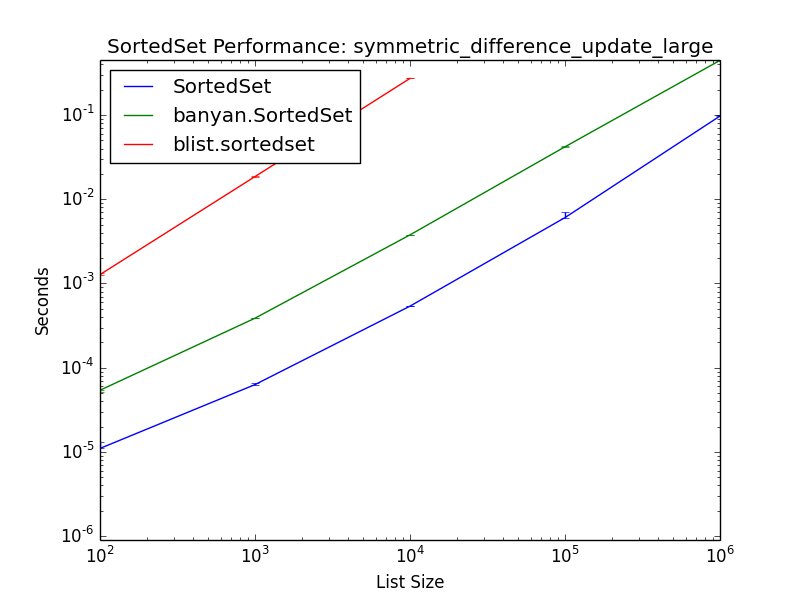 SortedSet Performance: symmetric_difference_update_large
SortedSet
banyan.SortedSet
blist.sortedset
Seconds
10^-1
10^-2
10^-3
10^-4
10^-5
10^-6
10^2 10^3 10^4 10^5 10^6
List Size